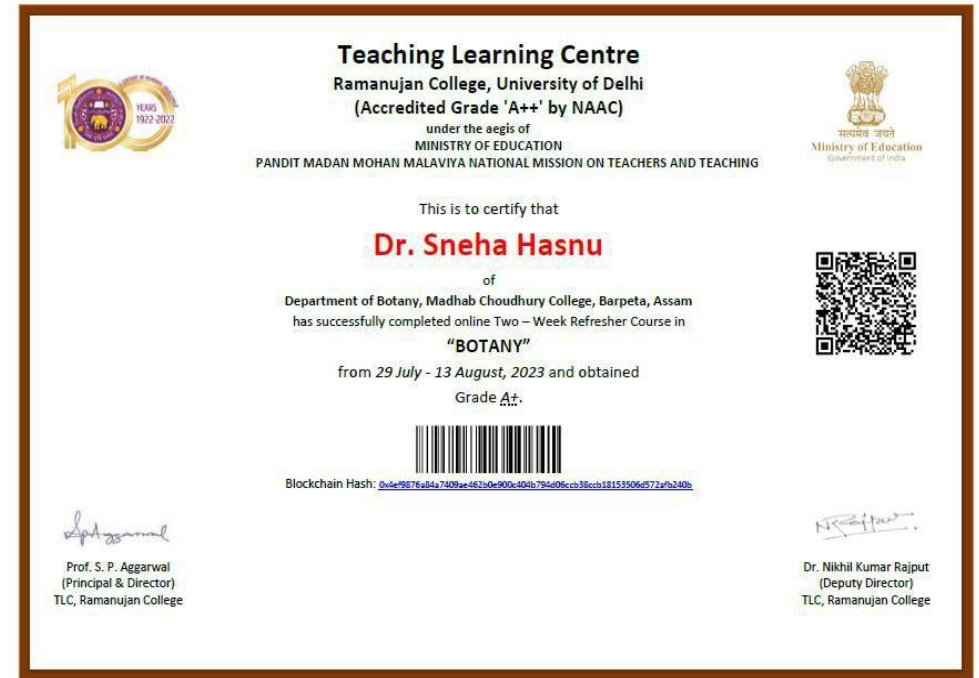 Teaching Learning Centre
Ramanujan College, University of Delhi
(Accredited Grade 'A++' by NAAC)
under the aegis of
MINISTRY OF EDUCATION
PANDIT MADAN MOHAN MALAVIYA NATIONAL MISSION ON TEACHERS AND TEACHING
YEARS
1922-2022
सत्यमेव जयते
Ministry of Education
Government of India
This is to certify that
Dr. Sneha Hasnu
of
Department of Botany, Madhab Choudhury College, Barpeta, Assam
has successfully completed online Two – Week Refresher Course in
“BOTANY”
from 29 July - 13 August, 2023 and obtained
Grade A+.
Blockchain Hash: 0x4ef9876a84a7409ae462b0e900c404b794d06ccb38ccb18153506d572afb240b
Prof. S. P. Aggarwal
(Principal & Director)
TLC, Ramanujan College
Dr. Nikhil Kumar Rajput
(Deputy Director)
TLC, Ramanujan College